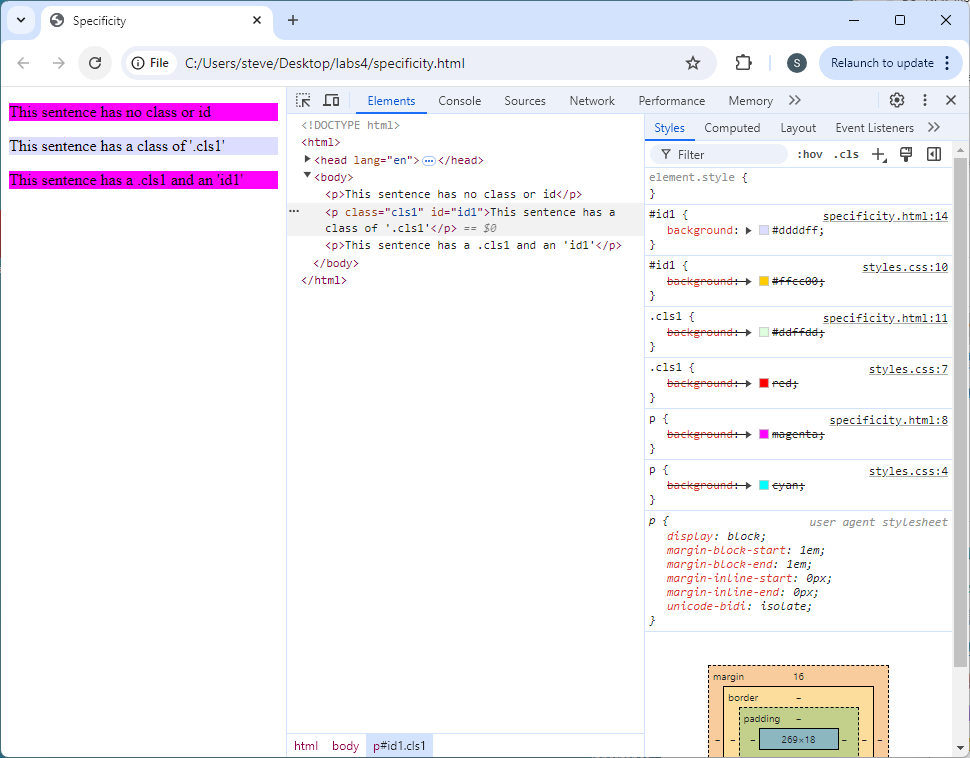 Specificity
File
C:/Users/steve/Desktop/labs4/specificity.html
S
Relaunch to update
This sentence has no class or id
This sentence has a class of '.cls1'
This sentence has a .cls1 and an 'id1'
Elements Console Sources Network Performance Memory
<!DOCTYPE html>
<html>
<head lang="en"> </head>
<body>
<p>This sentence has no class or id</p>
<p class="cls1" id="id1">This sentence has a
class of '.cls1'</p> == $0
<p>This sentence has a .cls1 and an 'id1'</p>
</body>
</html>
html body p#id1.cls1
Styles Computed Layout Event Listeners
Filter :hov .cls
element.style {
}
#id1 { specificity.html:14
background: #ddddff;
}
#id1 { styles.css:10
background: #ffcc00;
}
.cls1 { specificity.html:11
background: #ddffdd;
}
.cls1 { styles.css:7
background: red;
}
p { specificity.html:8
background: magenta;
}
p { styles.css:4
background: cyan;
}
p { user agent stylesheet
display: block;
margin-block-start: 1em;
margin-block-end: 1em;
margin-inline-start: 0px;
margin-inline-end: 0px;
unicode-bidi: isolate;
}
margin 16
border –
padding –
– – – 269×18 – – –